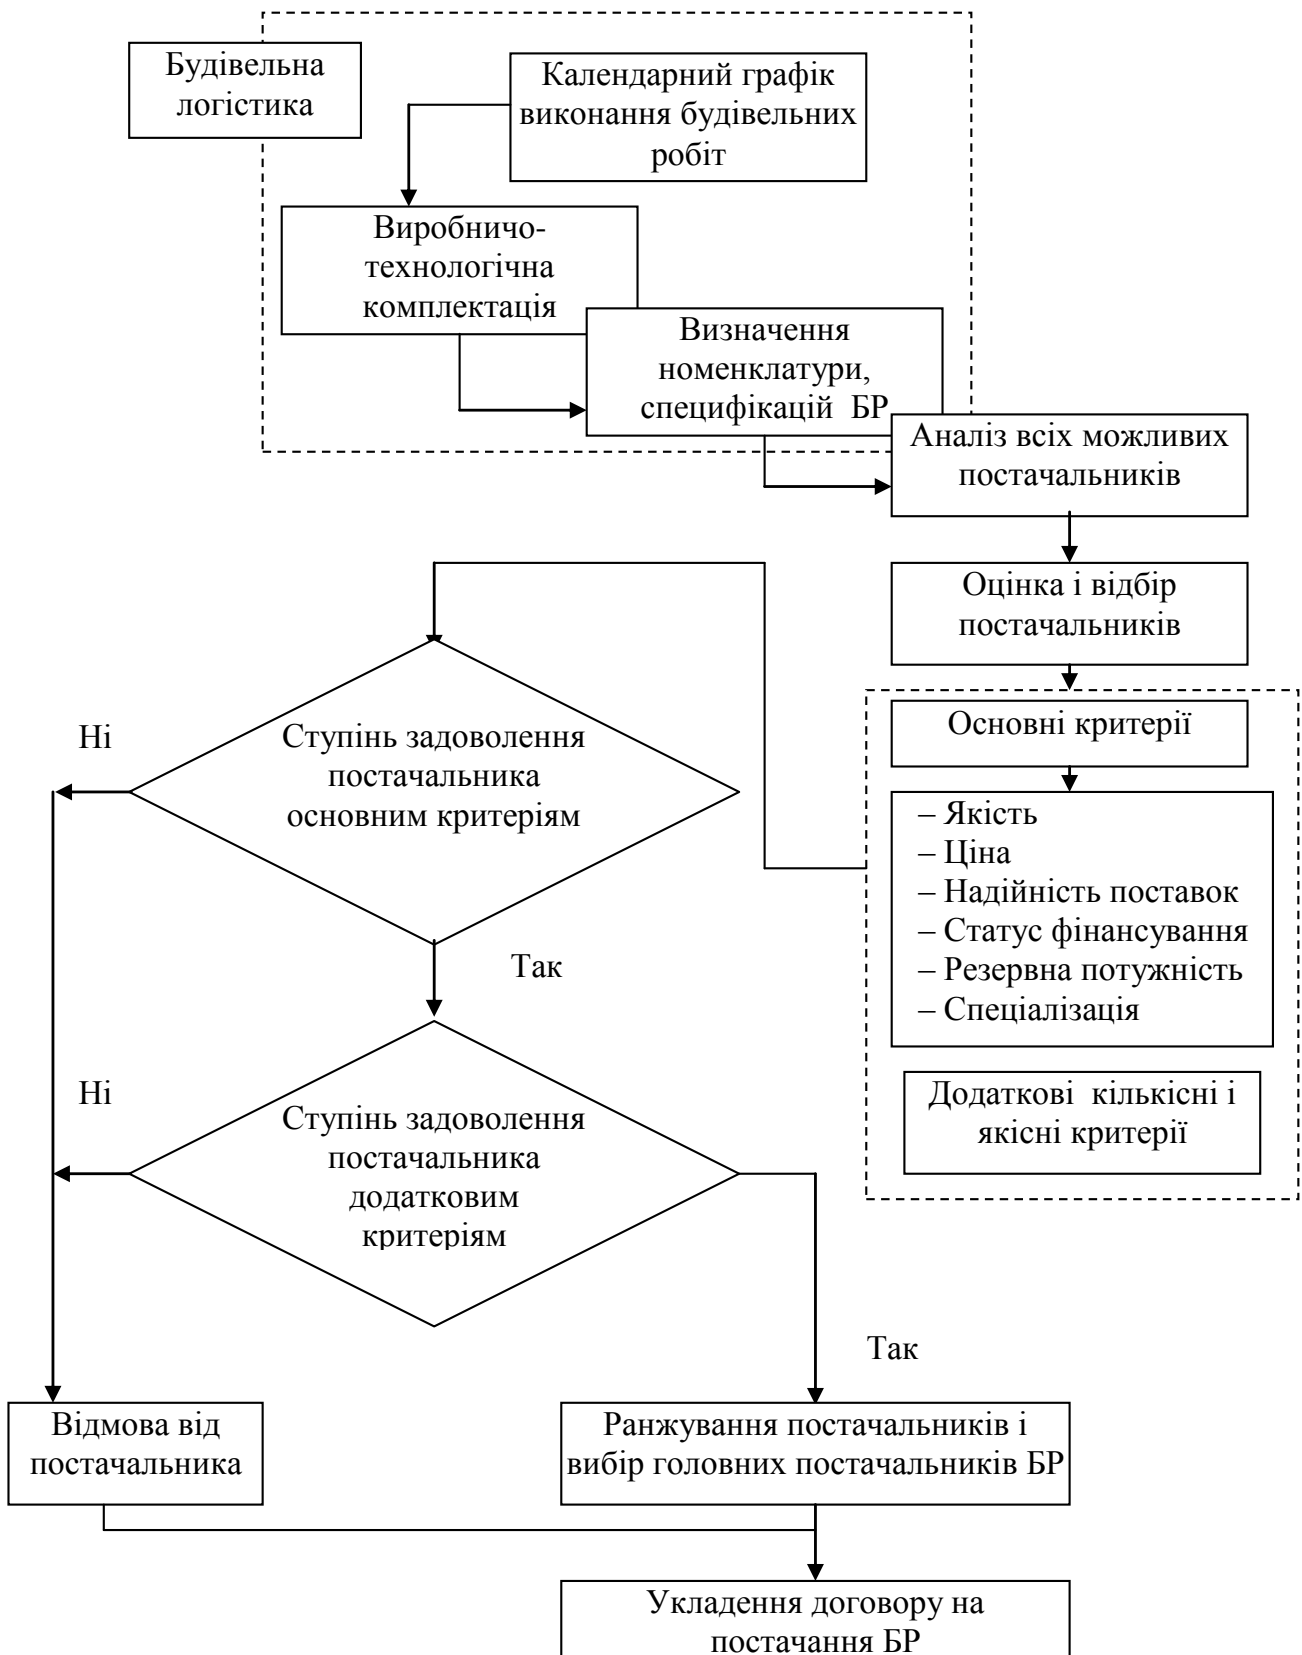 Будівельна
логістика
Календарний графік
виконання будівельних
робіт
Виробничо-
технологічна
комплектація
Визначення
номенклатури,
специфікацій БР
Аналіз всіх можливих
постачальників
Оцінка і відбір
постачальників
Основні критерії
– Якість
– Ціна
– Надійність поставок
– Статус фінансування
– Резервна потужність
– Спеціалізація
Додаткові кількісні і
якісні критерії
Ні
Ступінь задоволення
постачальника
основним критеріям
Так
Ні
Ступінь задоволення
постачальника
додатковим
критеріям
Так
Відмова від
постачальника
Ранжування постачальників і
вибір головних постачальників БР
Укладення договору на
постачання БР